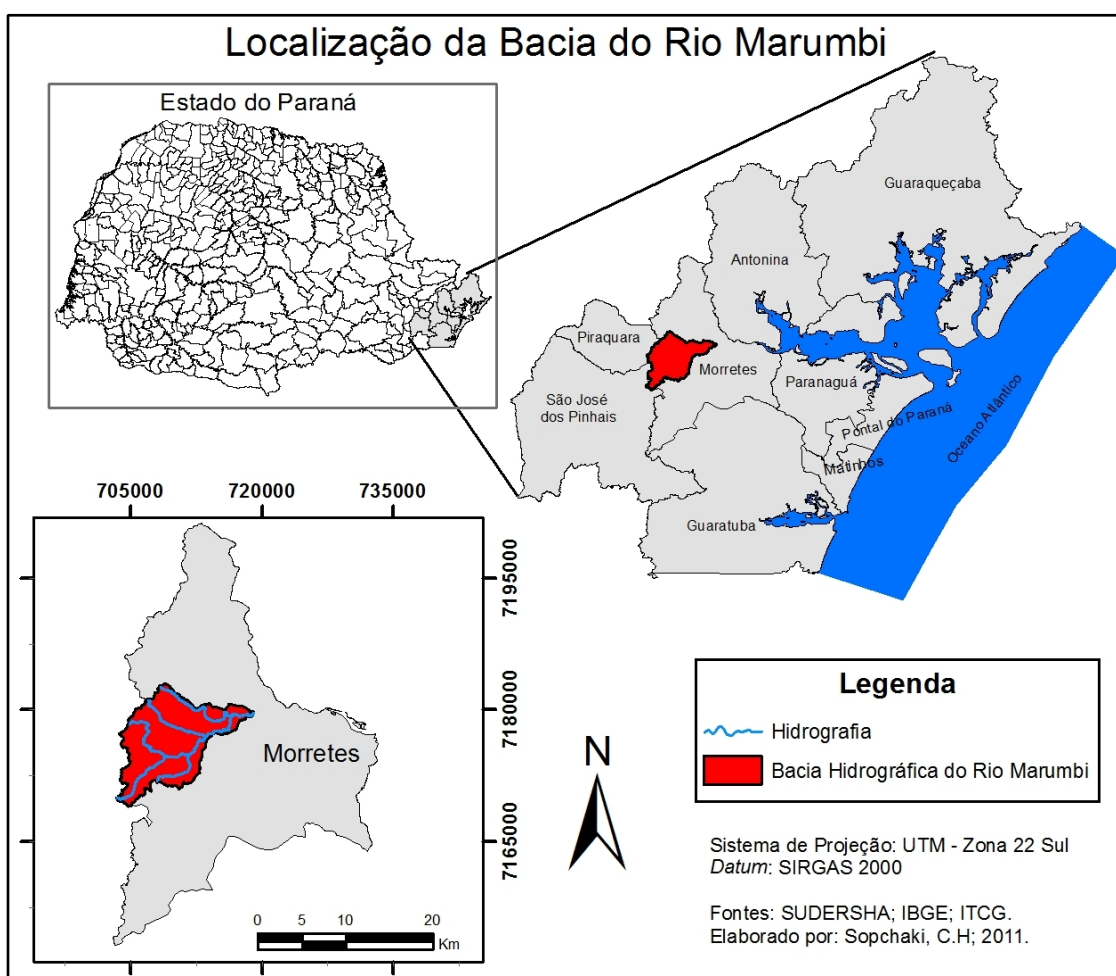 Localização da Bacia do Rio Marumbi
Estado do Paraná
Guaraqueçaba
Antonina
Piraquara
Morretes
Paranaguá
São José
dos Pinhais
Pontal do Paraná
Oceano Atlântico
Matinhos
Guaratuba
705000 720000 735000
7195000
7180000
7165000
Morretes
0 5 10 20
Km
N
Legenda
Hidrografia
Bacia Hidrográfica do Rio Marumbi
Sistema de Projeção: UTM - Zona 22 Sul
Datum: SIRGAS 2000
Fontes: SUDERSHA; IBGE; ITCG.
Elaborado por: Sopchaki, C.H; 2011.